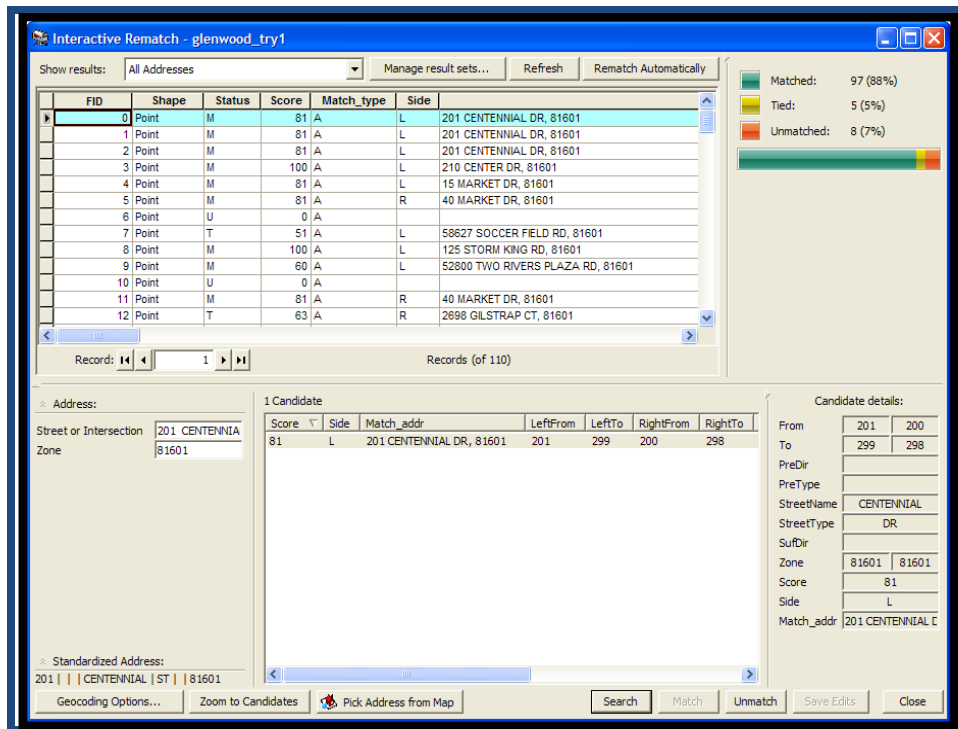 Interactive Rematch - glenwood_try1
Show results: All Addresses Manage result sets... Refresh Rematch Automatically
FID Shape Status Score Match_type Side
0 Point M 81 A L 201 CENTENNIAL DR, 81601
1 Point M 81 A L 201 CENTENNIAL DR, 81601
2 Point M 81 A L 201 CENTENNIAL DR, 81601
3 Point M 100 A L 210 CENTER DR, 81601
4 Point M 81 A L 15 MARKET DR, 81601
5 Point M 81 A R 40 MARKET DR, 81601
6 Point U 0 A
7 Point T 51 A L 58627 SOCCER FIELD RD, 81601
8 Point M 100 A L 125 STORM KING RD, 81601
9 Point M 60 A L 52800 TWO RIVERS PLAZA RD, 81601
10 Point U 0 A
11 Point M 81 A R 40 MARKET DR, 81601
12 Point T 63 A R 2698 GILSTRAP CT, 81601
Record: 1 Records (of 110)
Matched: 97 (88%)
Tied: 5 (5%)
Unmatched: 8 (7%)
Address:
Street or Intersection 201 CENTENNIA
Zone 81601
Standardized Address:
201 | | | CENTENNIAL | ST | | 81601
1 Candidate
Score Side Match_addr LeftFrom LeftTo RightFrom RightTo
81 L 201 CENTENNIAL DR, 81601 201 299 200 298
Candidate details:
From 201 200
To 299 298
PreDir
PreType
StreetName CENTENNIAL
StreetType DR
SufDir
Zone 81601 81601
Score 81
Side L
Match_addr 201 CENTENNIAL D
Geocoding Options... Zoom to Candidates Pick Address from Map Search Match Unmatch Save Edits Close